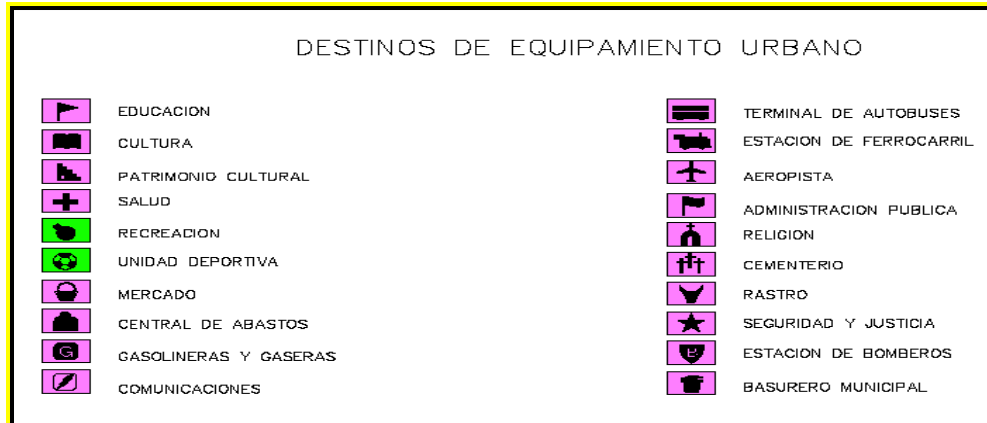 DESTINOS DE EQUIPAMIENTO URBANO
EDUCACION
CULTURA
PATRIMONIO CULTURAL
SALUD
RECREACION
UNIDAD DEPORTIVA
MERCADO
CENTRAL DE ABASTOS
G GASOLINERAS Y GASERAS
COMUNICACIONES
TERMINAL DE AUTOBUSES
ESTACION DE FERROCARRIL
AEROPISTA
ADMINISTRACION PUBLICA
RELIGION
CEMENTERIO
RASTRO
SEGURIDAD Y JUSTICIA
B ESTACION DE BOMBEROS
BASURERO MUNICIPAL